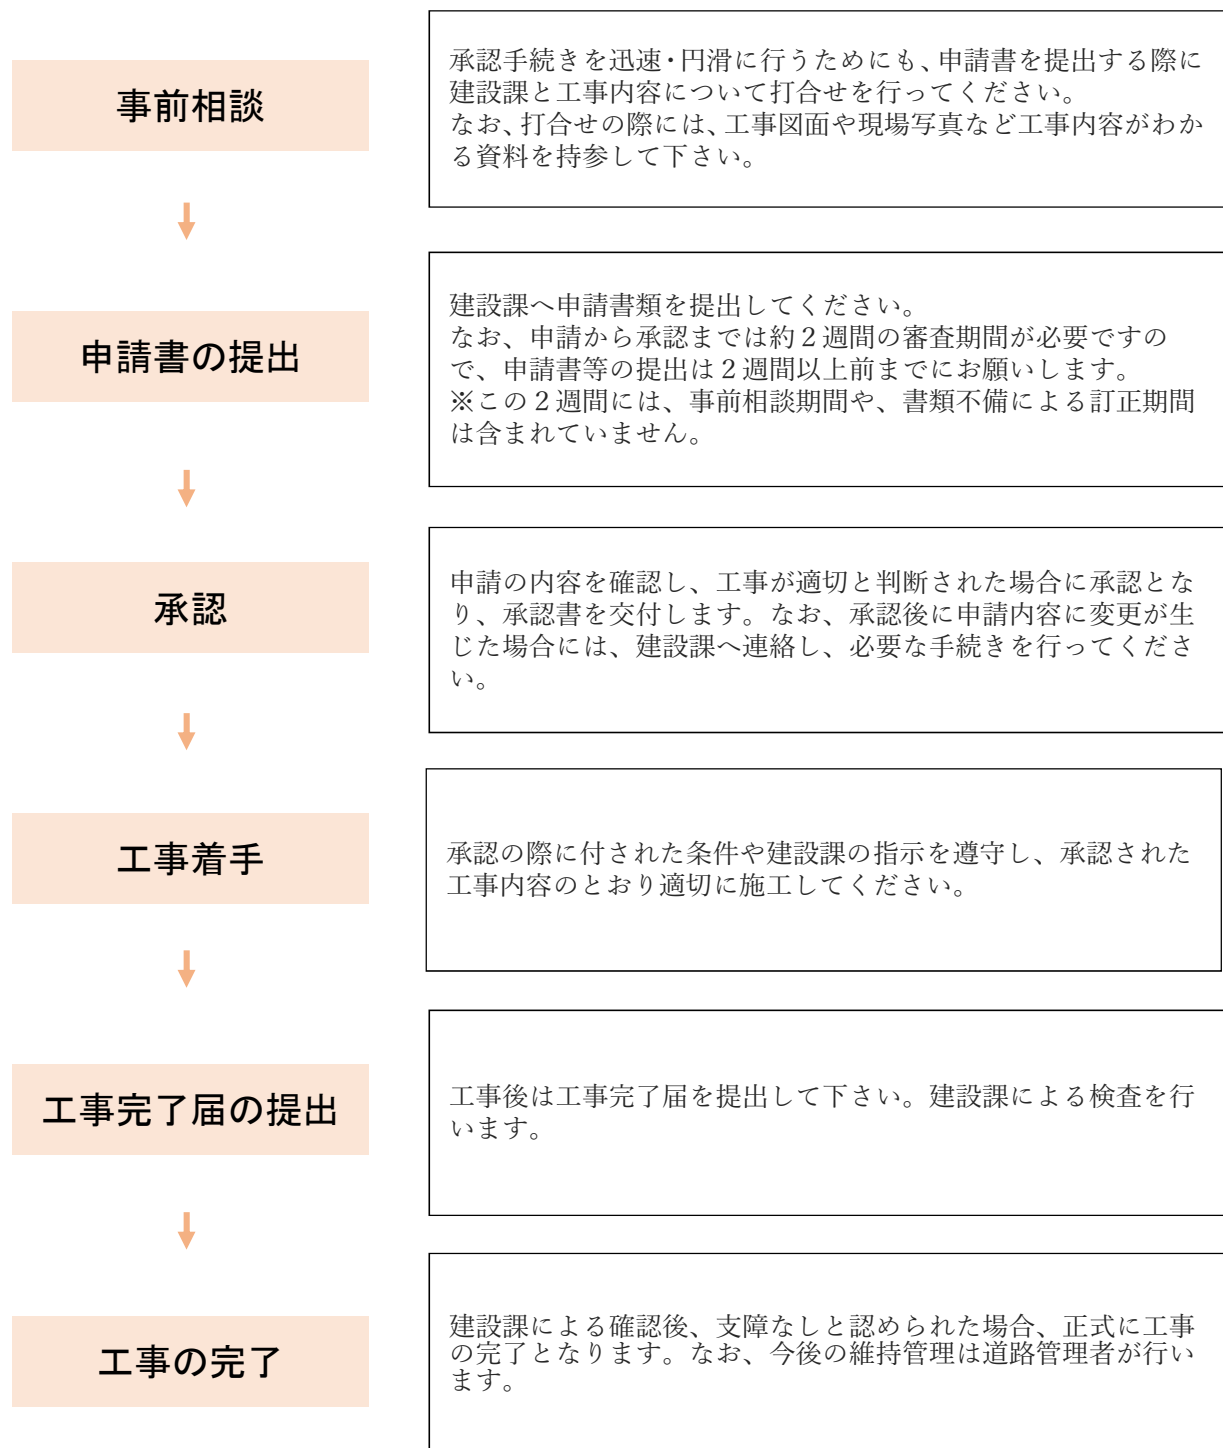 事前相談
承認手続きを迅速・円滑に行うためにも、申請書を提出する際に
建設課と工事内容について打合せを行ってください。
なお、打合せの際には、工事図面や現場写真など工事内容がわか
る資料を持参して下さい。
申請書の提出
建設課へ申請書類を提出してください。
なお、申請から承認までは約２週間の審査期間が必要ですの
で、申請書等の提出は２週間以上前までにお願いします。
※この２週間には、事前相談期間や、書類不備による訂正期間
は含まれていません。
承認
申請の内容を確認し、工事が適切と判断された場合に承認とな
り、承認書を交付します。なお、承認後に申請内容に変更が生
じた場合には、建設課へ連絡し、必要な手続きを行ってくださ
い。
工事着手
承認の際に付された条件や建設課の指示を遵守し、承認された
工事内容のとおり適切に施工してください。
工事完了届の提出
工事後は工事完了届を提出して下さい。建設課による検査を行
います。
工事の完了
建設課による確認後、支障なしと認められた場合、正式に工事
の完了となります。なお、今後の維持管理は道路管理者が行い
ます。